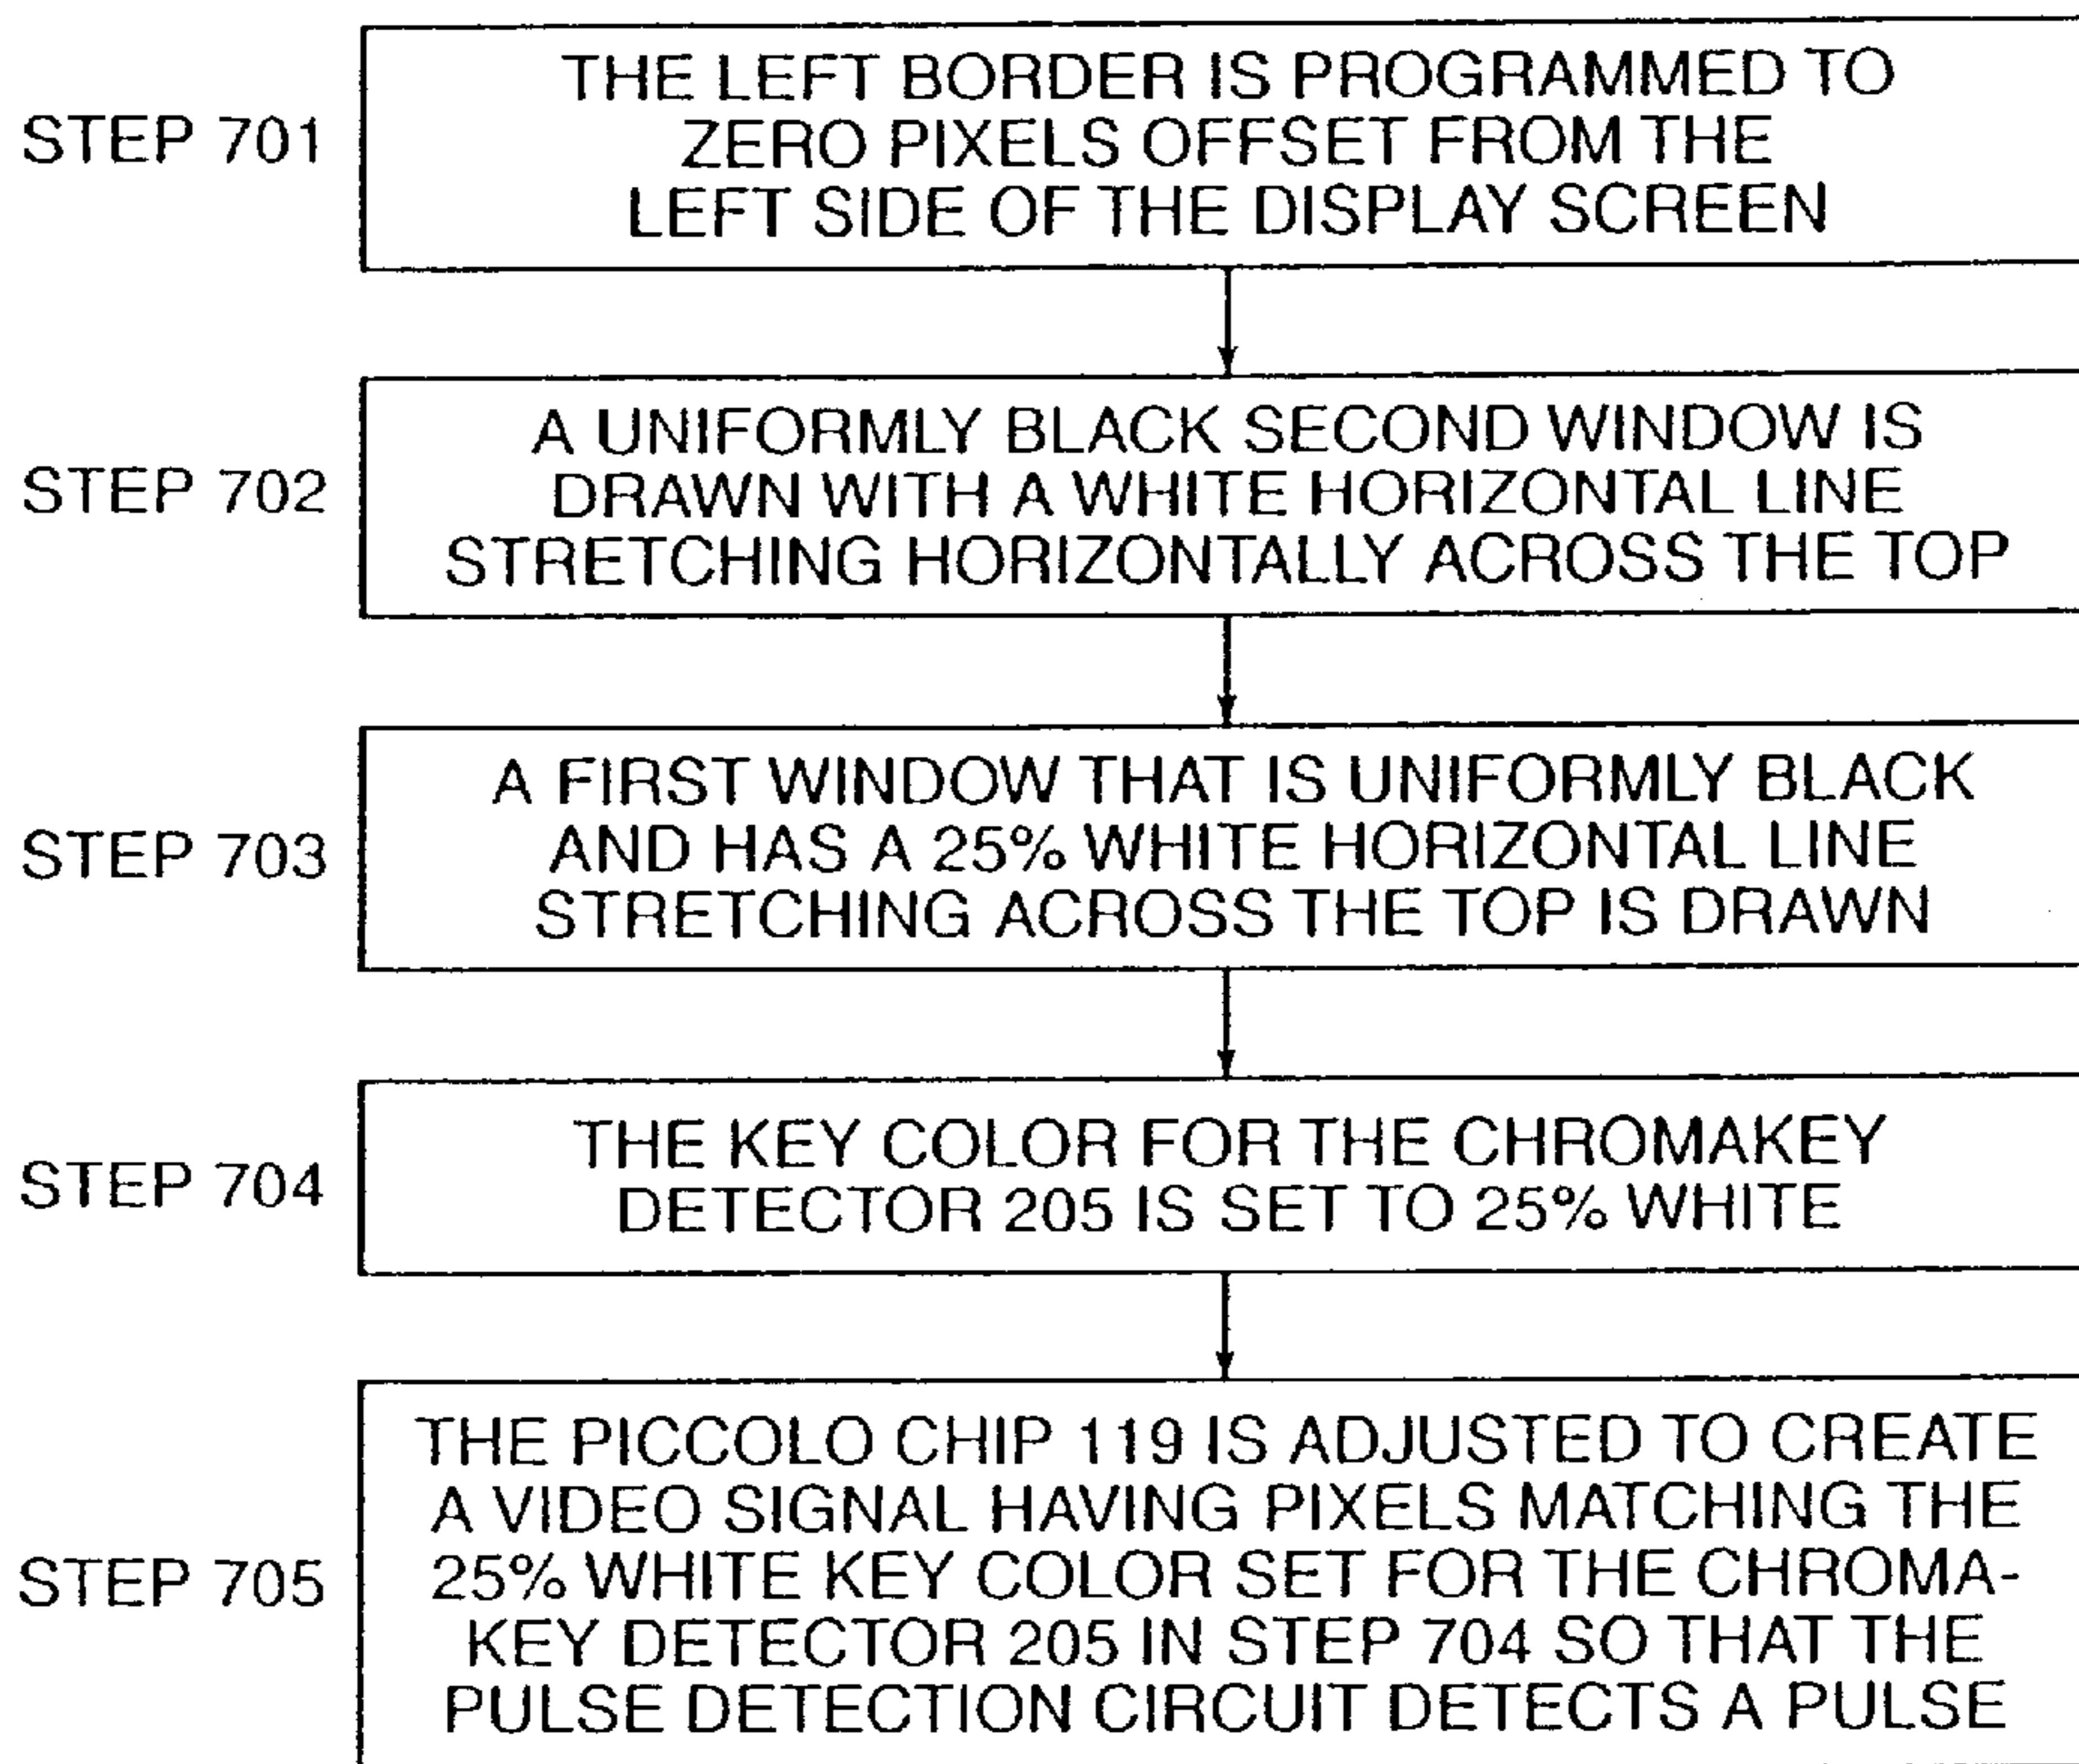 STEP 701
THE LEFT BORDER IS PROGRAMMED TO
ZERO PIXELS OFFSET FROM THE
LEFT SIDE OF THE DISPLAY SCREEN
STEP 702
A UNIFORMLY BLACK SECOND WINDOW IS
DRAWN WITH A WHITE HORIZONTAL LINE
STRETCHING HORIZONTALLY ACROSS THE TOP
STEP 703
A FIRST WINDOW THAT IS UNIFORMLY BLACK
AND HAS A 25% WHITE HORIZONTAL LINE
STRETCHING ACROSS THE TOP IS DRAWN
STEP 704
THE KEY COLOR FOR THE CHROMAKEY
DETECTOR 205 IS SET TO 25% WHITE
STEP 705
THE PICCOLO CHIP 119 IS ADJUSTED TO CREATE
A VIDEO SIGNAL HAVING PIXELS MATCHING THE
25% WHITE KEY COLOR SET FOR THE CHROMA-
KEY DETECTOR 205 IN STEP 704 SO THAT THE
PULSE DETECTION CIRCUIT DETECTS A PULSE